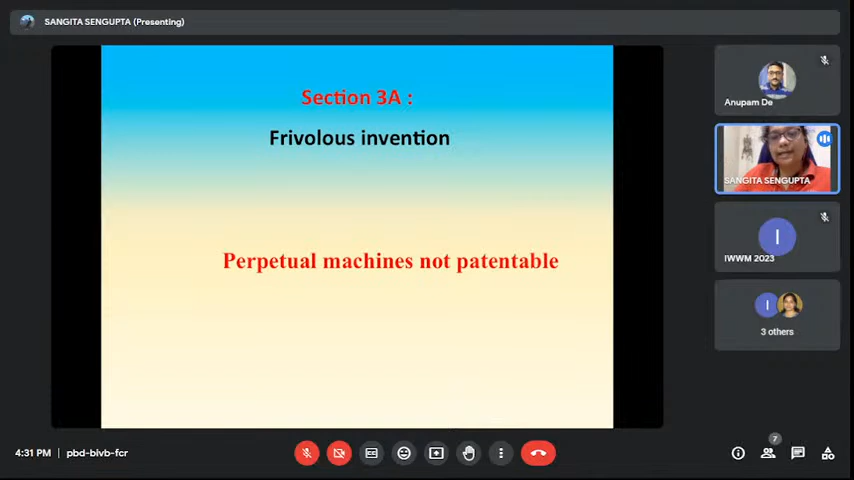 SANGITA SENGUPTA (Presenting)
Section 3A :
Frivolous invention
Perpetual machines not patentable
Anupam De
SANGITA SENGUPTA
I
IWWM 2023
I
3 others
4:31 PM | pbd-bivb-fcr
7